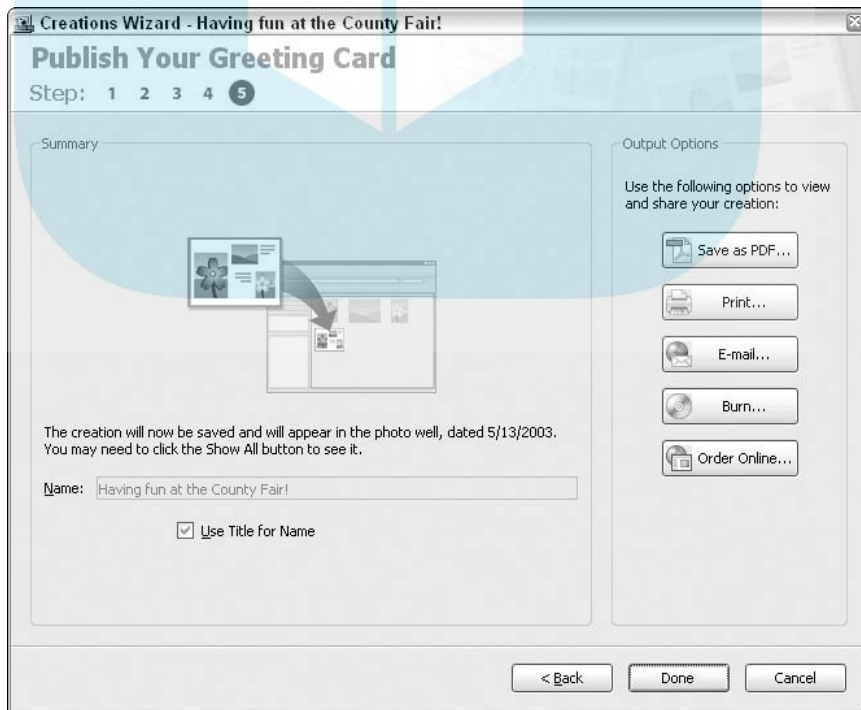 Creations Wizard - Having fun at the County Fair!
Publish Your Greeting Card
Step: 1 2 3 4 5
Summary
The creation will now be saved and will appear in the photo well, dated 5/13/2003.
You may need to click the Show All button to see it.
Name: Having fun at the County Fair!
Use Title for Name
Output Options
Use the following options to view
and share your creation:
Save as PDF...
Print...
E-mail...
Burn...
Order Online...
< Back
Done
Cancel